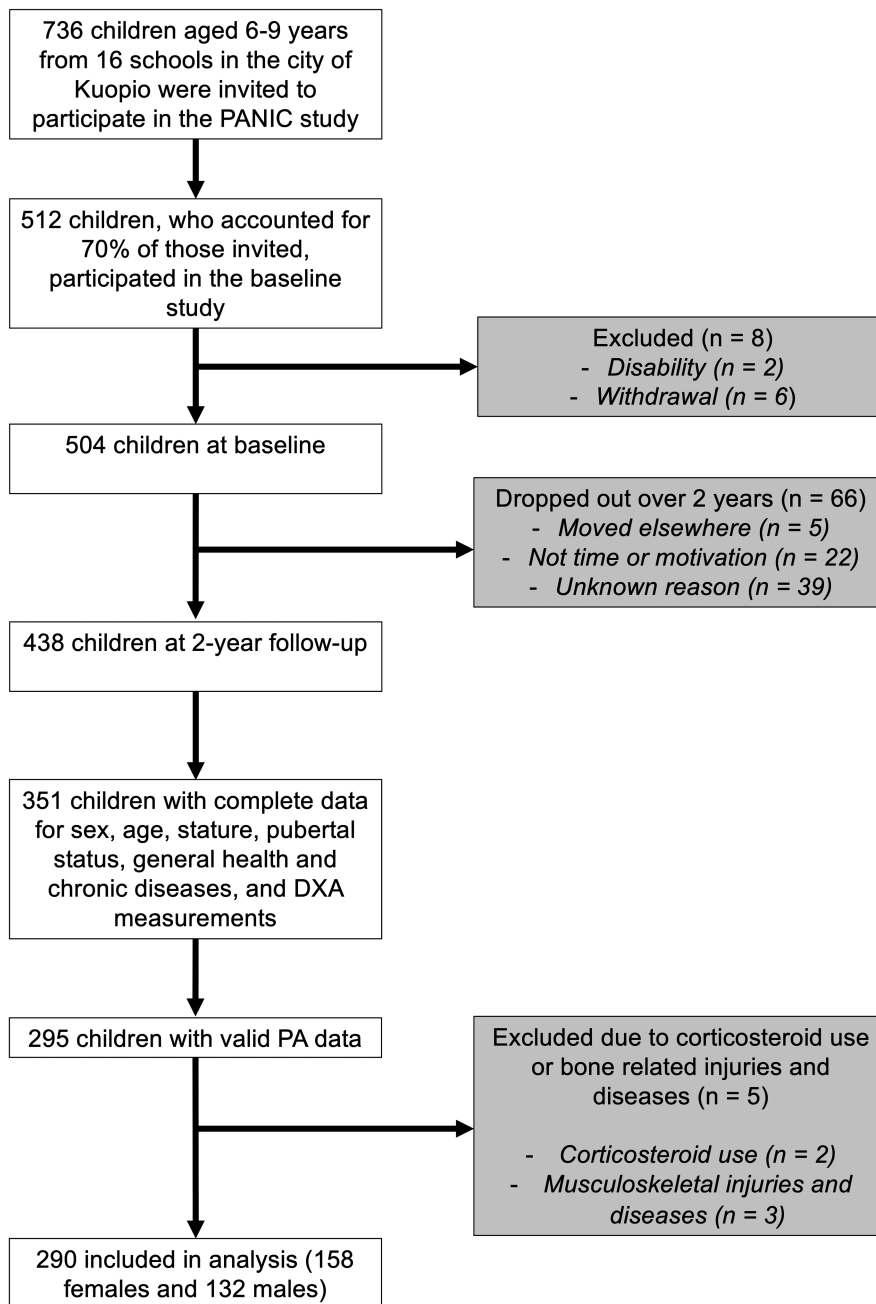 736 children aged 6-9 years
from 16 schools in the city of
Kuopio were invited to
participate in the PANIC study
512 children, who accounted for
70% of those invited,
participated in the baseline
study
Excluded (n = 8)
- Disability (n = 2)
- Withdrawal (n = 6)
504 children at baseline
Dropped out over 2 years (n = 66)
- Moved elsewhere (n = 5)
- Not time or motivation (n = 22)
- Unknown reason (n = 39)
438 children at 2-year follow-up
351 children with complete data
for sex, age, stature, pubertal
status, general health and
chronic diseases, and DXA
measurements
295 children with valid PA data
Excluded due to corticosteroid use
or bone related injuries and
diseases (n = 5)
- Corticosteroid use (n = 2)
- Musculoskeletal injuries and
diseases (n = 3)
290 included in analysis (158
females and 132 males)